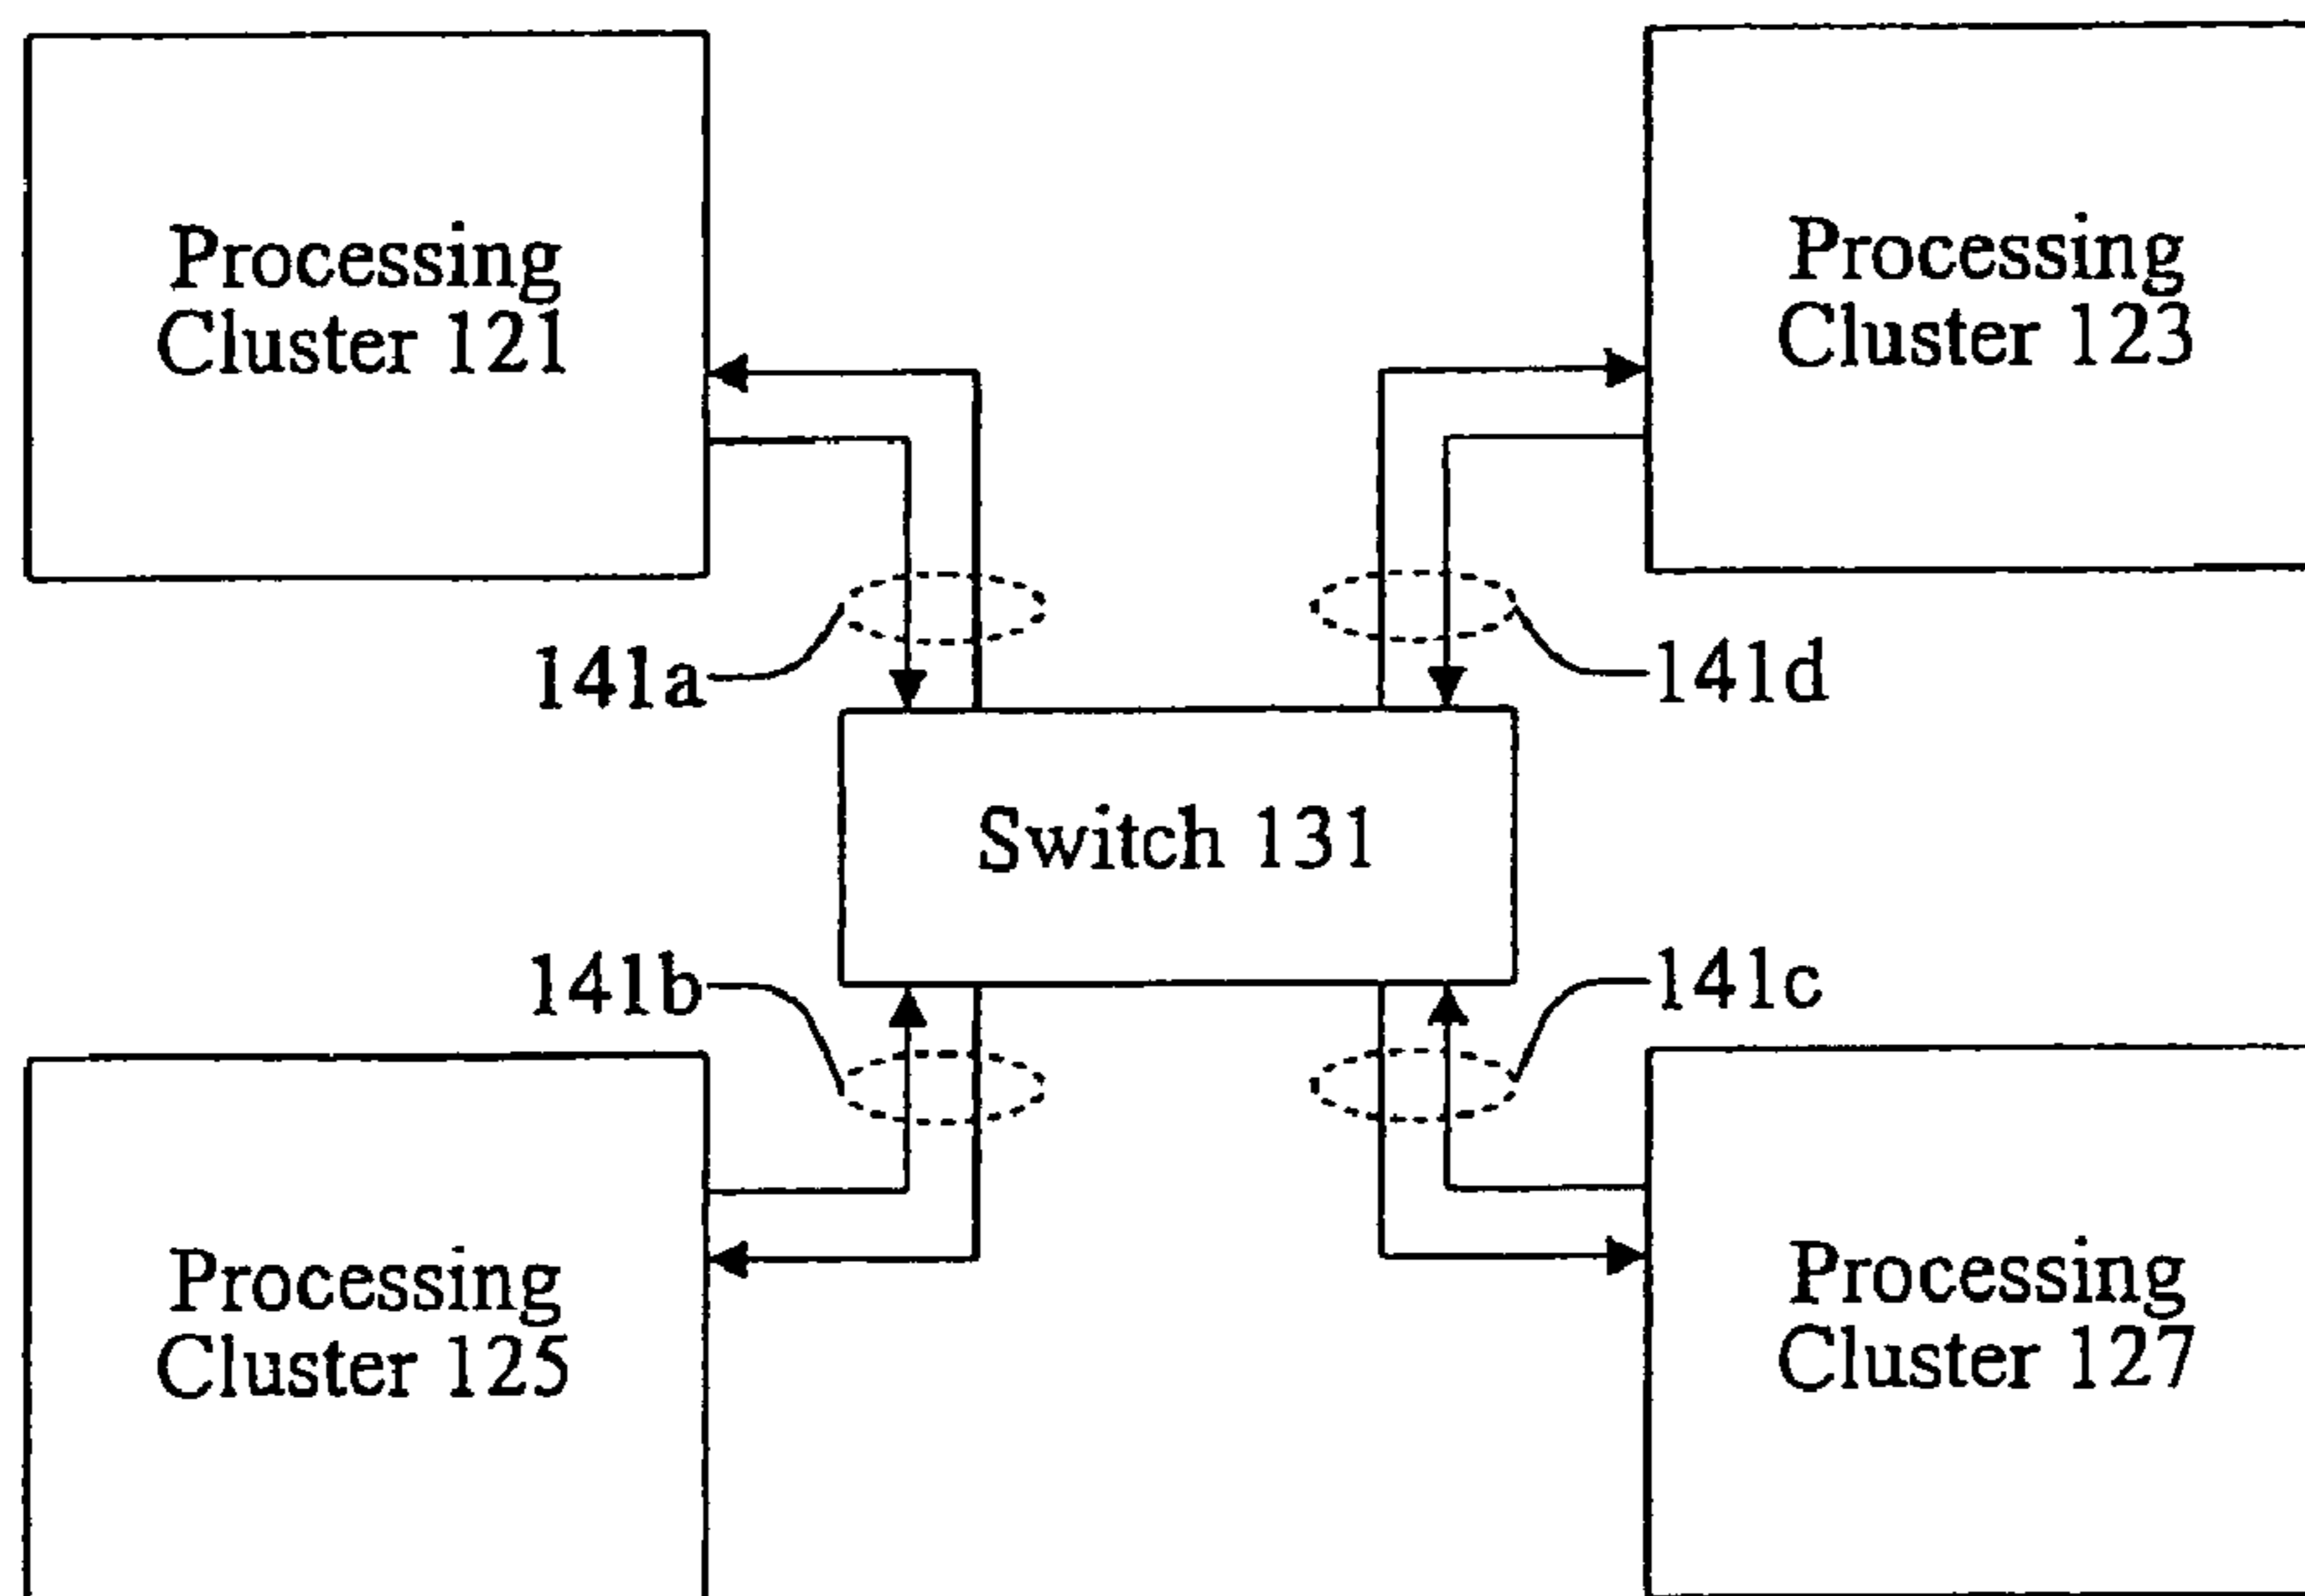 Processing
Cluster 121
Processing
Cluster 123
141a
141d
Switch 131
141b
141c
Processing
Cluster 125
Processing
Cluster 127